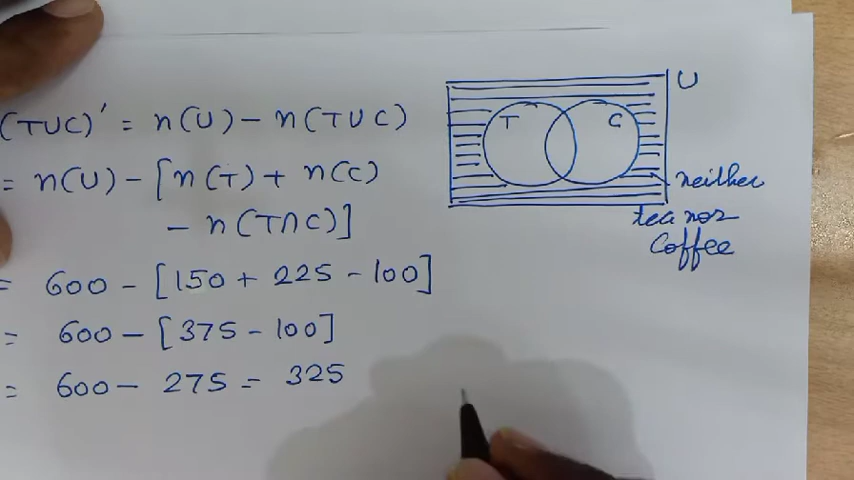 (TUC)' = n(U) - n(TUC)
= n(U) - [n(T) + n(C)
- n(T∩C)]
= 600 - [150 + 225 - 100]
= 600 - [375 - 100]
= 600 - 275 = 325
U
T
C
neither
tea nor
Coffee